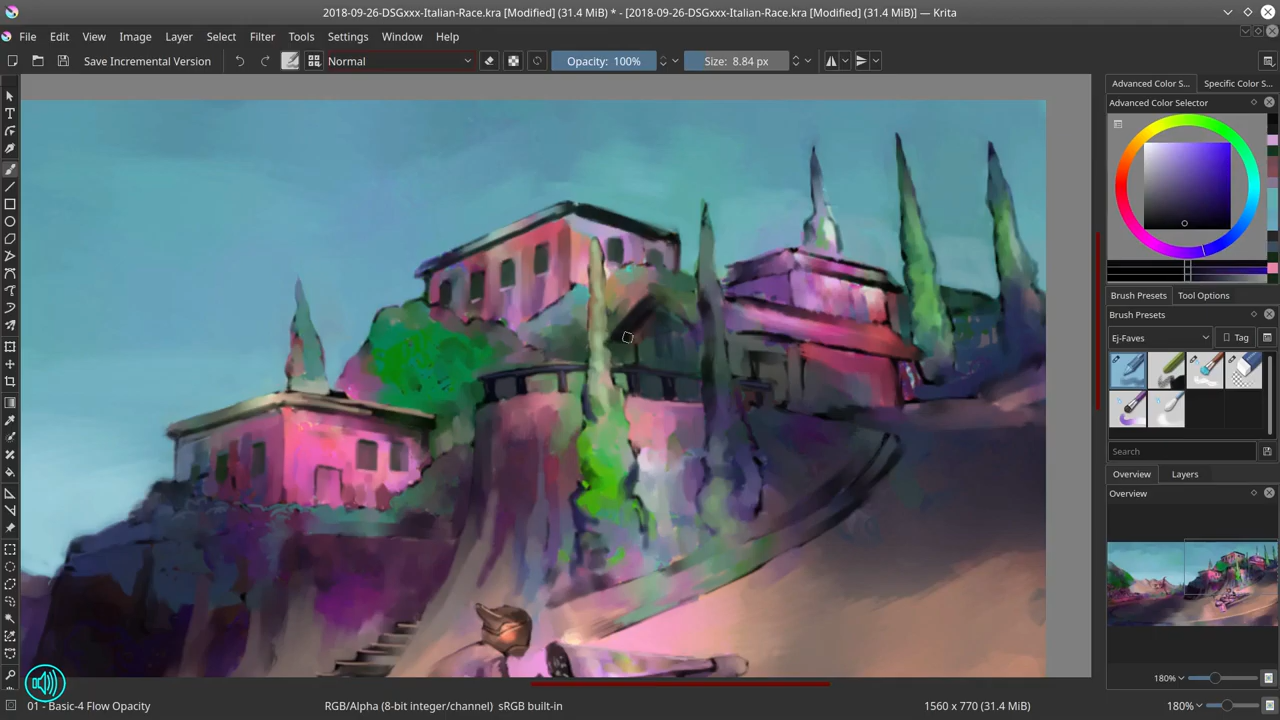 2018-09-26-DSGxxx-Italian-Race.kra [Modified] (31.4 MiB) * - [2018-09-26-DSGxxx-Italian-Race.kra [Modified] (31.4 MiB)] — Krita
File Edit View Image Layer Select Filter Tools Settings Window Help
Save Incremental Version Normal Opacity: 100% Size: 8.84 px
Advanced Color S... Specific Color S...
Advanced Color Selector
Brush Presets Tool Options
Brush Presets
Ej-Faves Tag
Search
Overview Layers
Overview
180%
01 - Basic-4 Flow Opacity RGB/Alpha (8-bit integer/channel) sRGB built-in 1560 x 770 (31.4 MiB) 180%